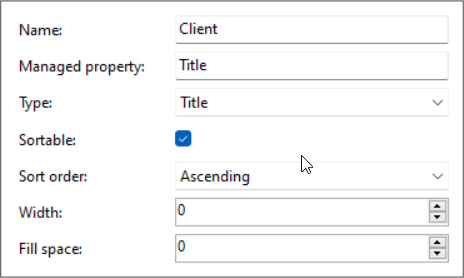 Name: Client
Managed property: Title
Type: Title
Sortable:
Sort order: Ascending
Width: 0
Fill space: 0